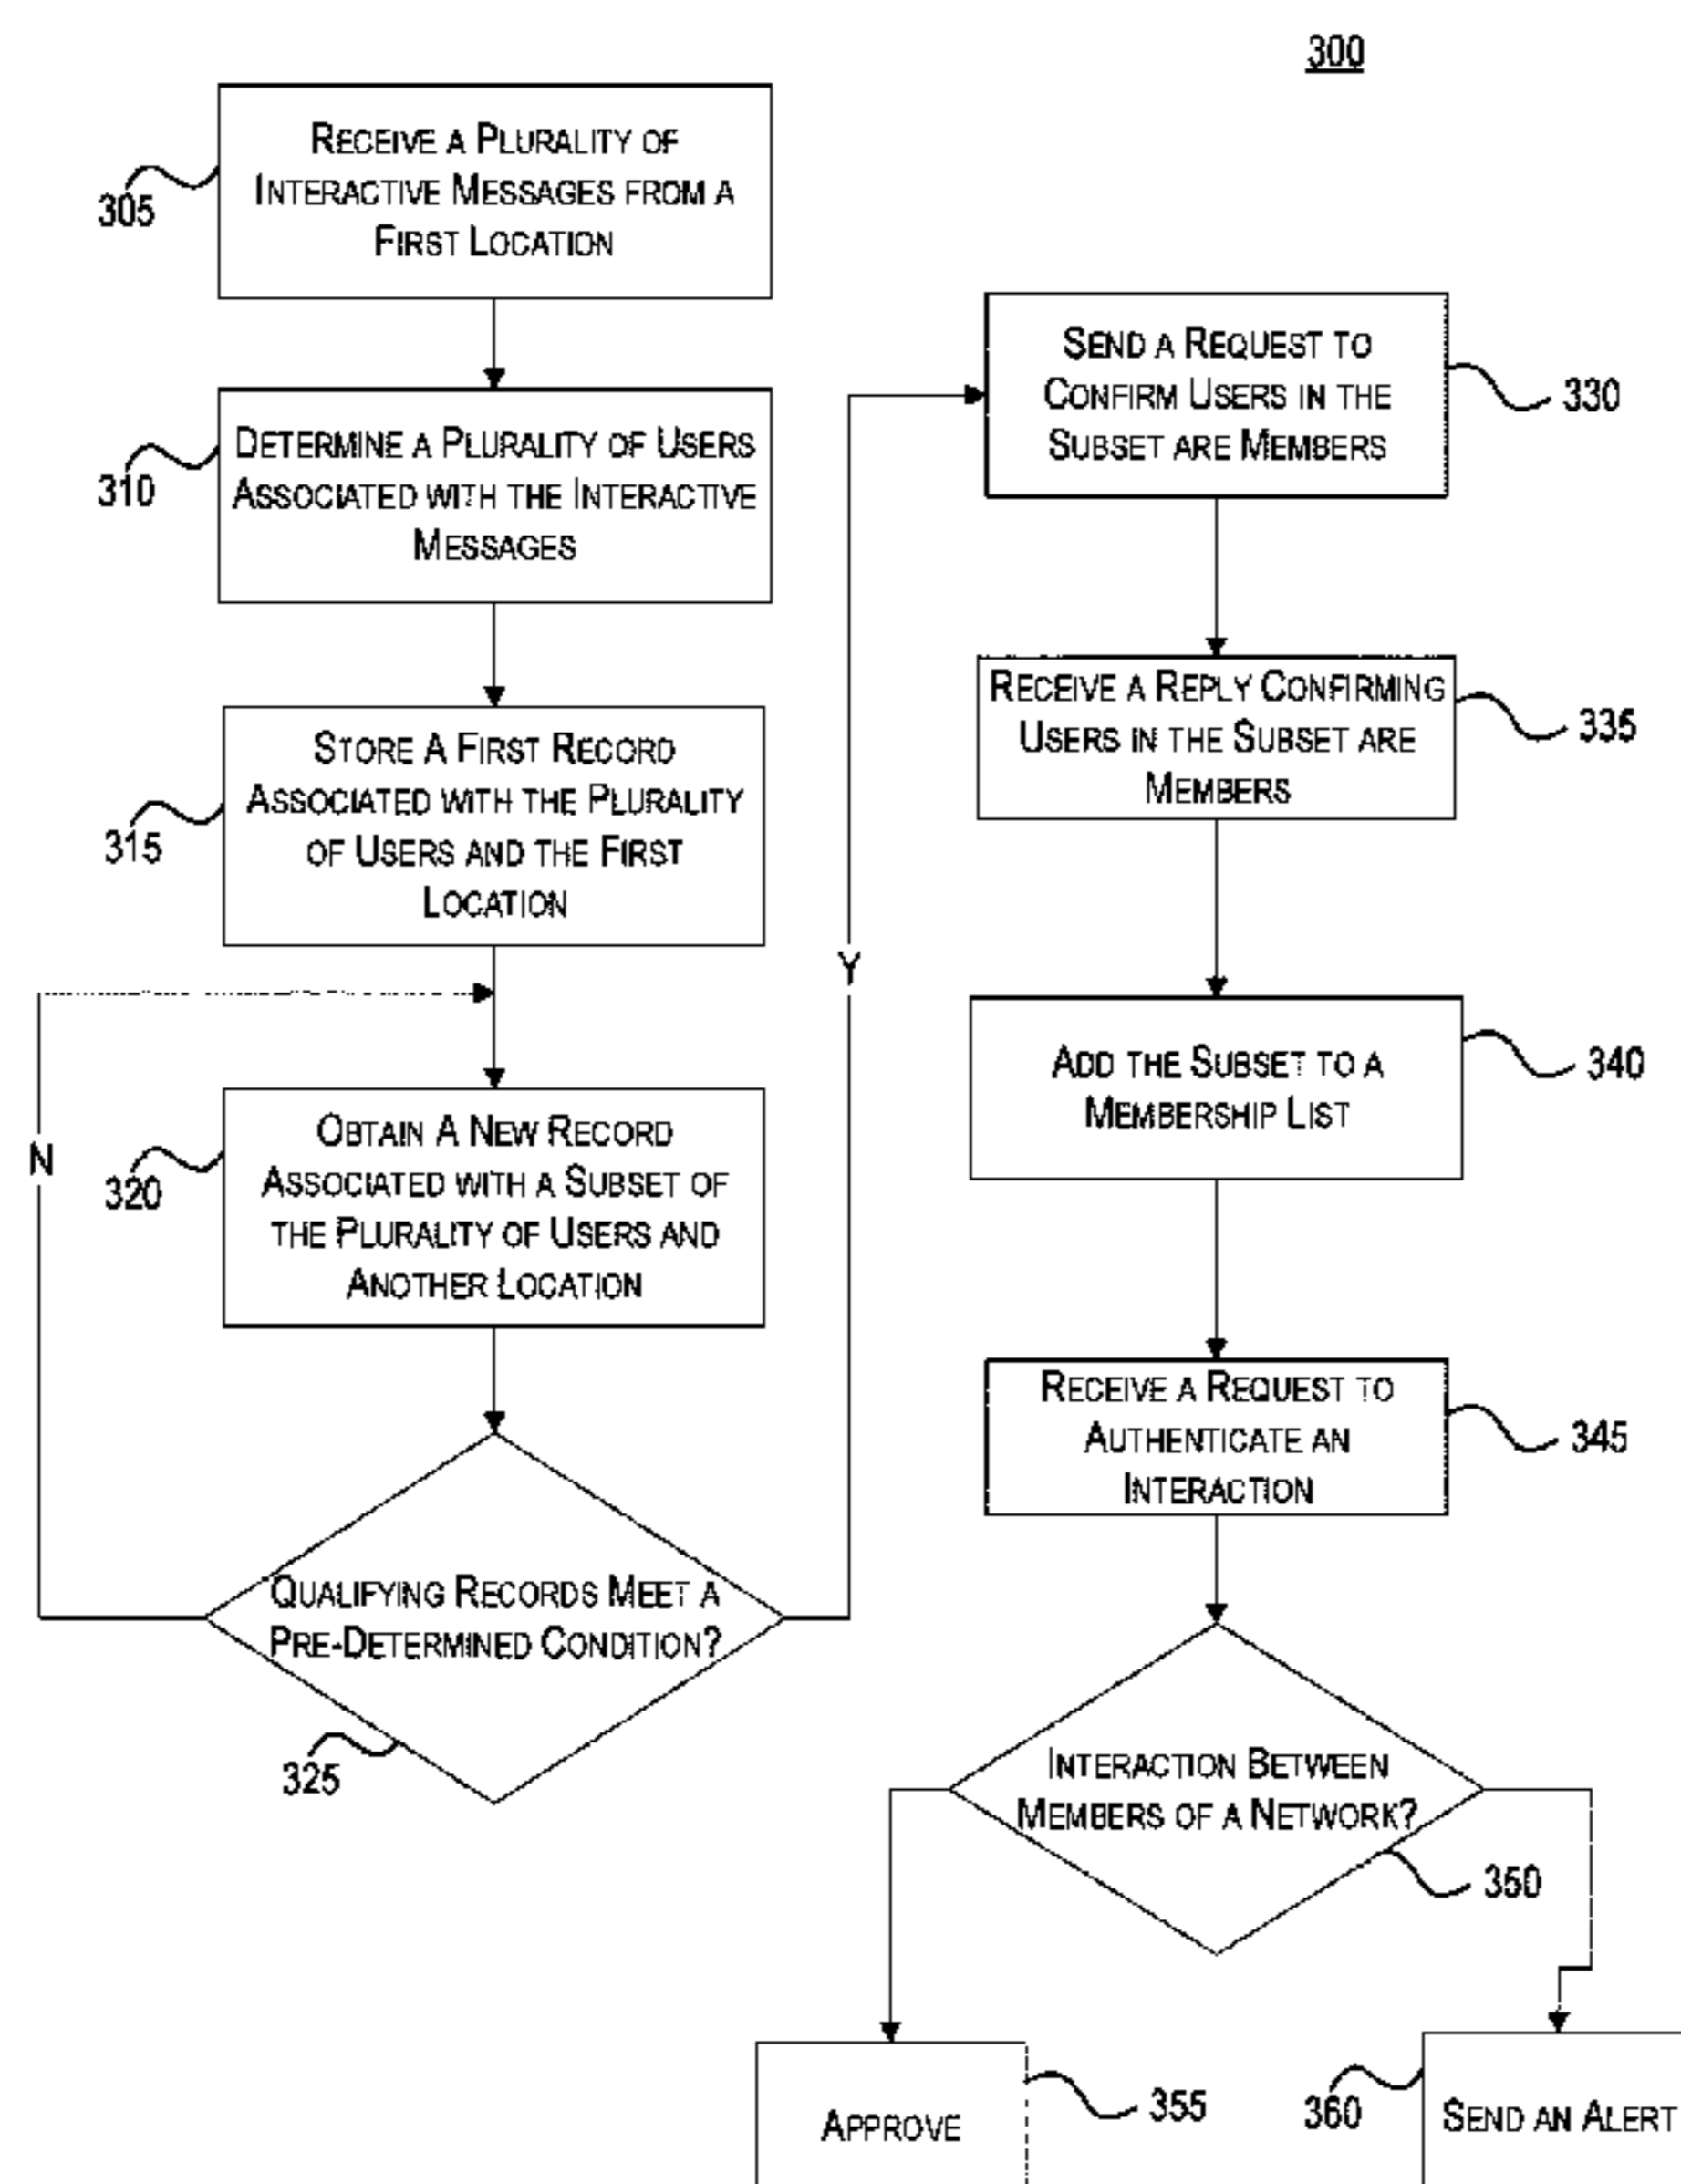 300
RECEIVE A PLURALITY OF
INTERACTIVE MESSAGES FROM A
FIRST LOCATION
305
DETERMINE A PLURALITY OF USERS
ASSOCIATED WITH THE INTERACTIVE
MESSAGES
310
STORE A FIRST RECORD
ASSOCIATED WITH THE PLURALITY
OF USERS AND THE FIRST
LOCATION
315
OBTAIN A NEW RECORD
ASSOCIATED WITH A SUBSET OF
THE PLURALITY OF USERS AND
ANOTHER LOCATION
320
N
QUALIFYING RECORDS MEET A
PRE-DETERMINED CONDITION?
325
Y
SEND A REQUEST TO
CONFIRM USERS IN THE
SUBSET ARE MEMBERS
330
RECEIVE A REPLY CONFIRMING
USERS IN THE SUBSET ARE
MEMBERS
335
ADD THE SUBSET TO A
MEMBERSHIP LIST
340
RECEIVE A REQUEST TO
AUTHENTICATE AN
INTERACTION
345
INTERACTION BETWEEN
MEMBERS OF A NETWORK?
350
APPROVE
355
360
SEND AN ALERT